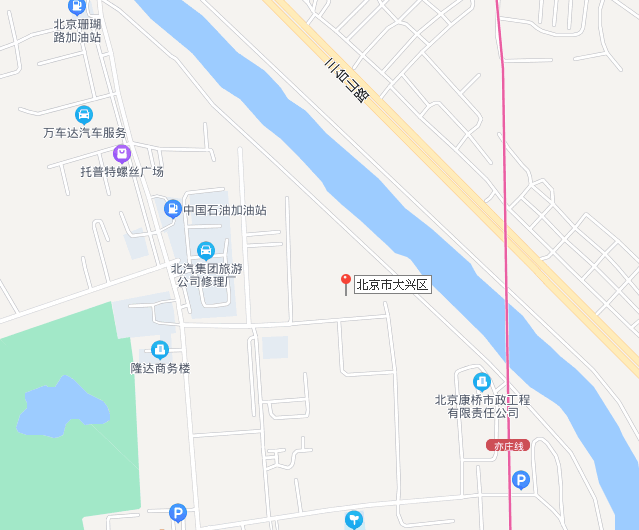 北京珊瑚
路加油站
三台山路
万车达汽车服务
托普特螺丝广场
中国石油加油站
北汽集团旅游
公司修理厂
北京市大兴区
隆达商务楼
北京康桥市政工程
有限责任公司
亦庄线
P
P